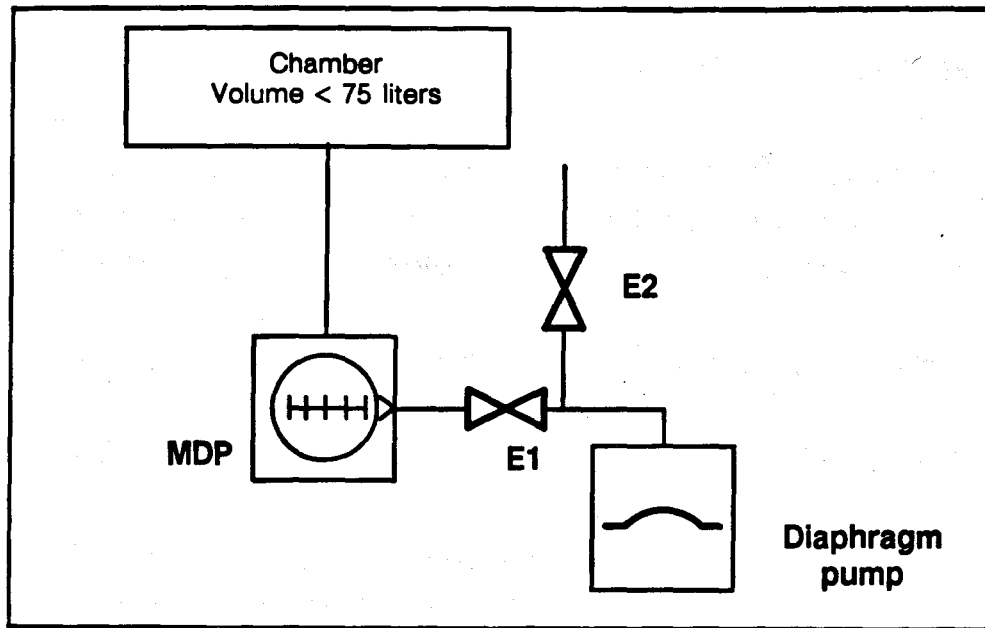 Chamber
Volume < 75 liters
E2
MDP
E1
Diaphragm
pump